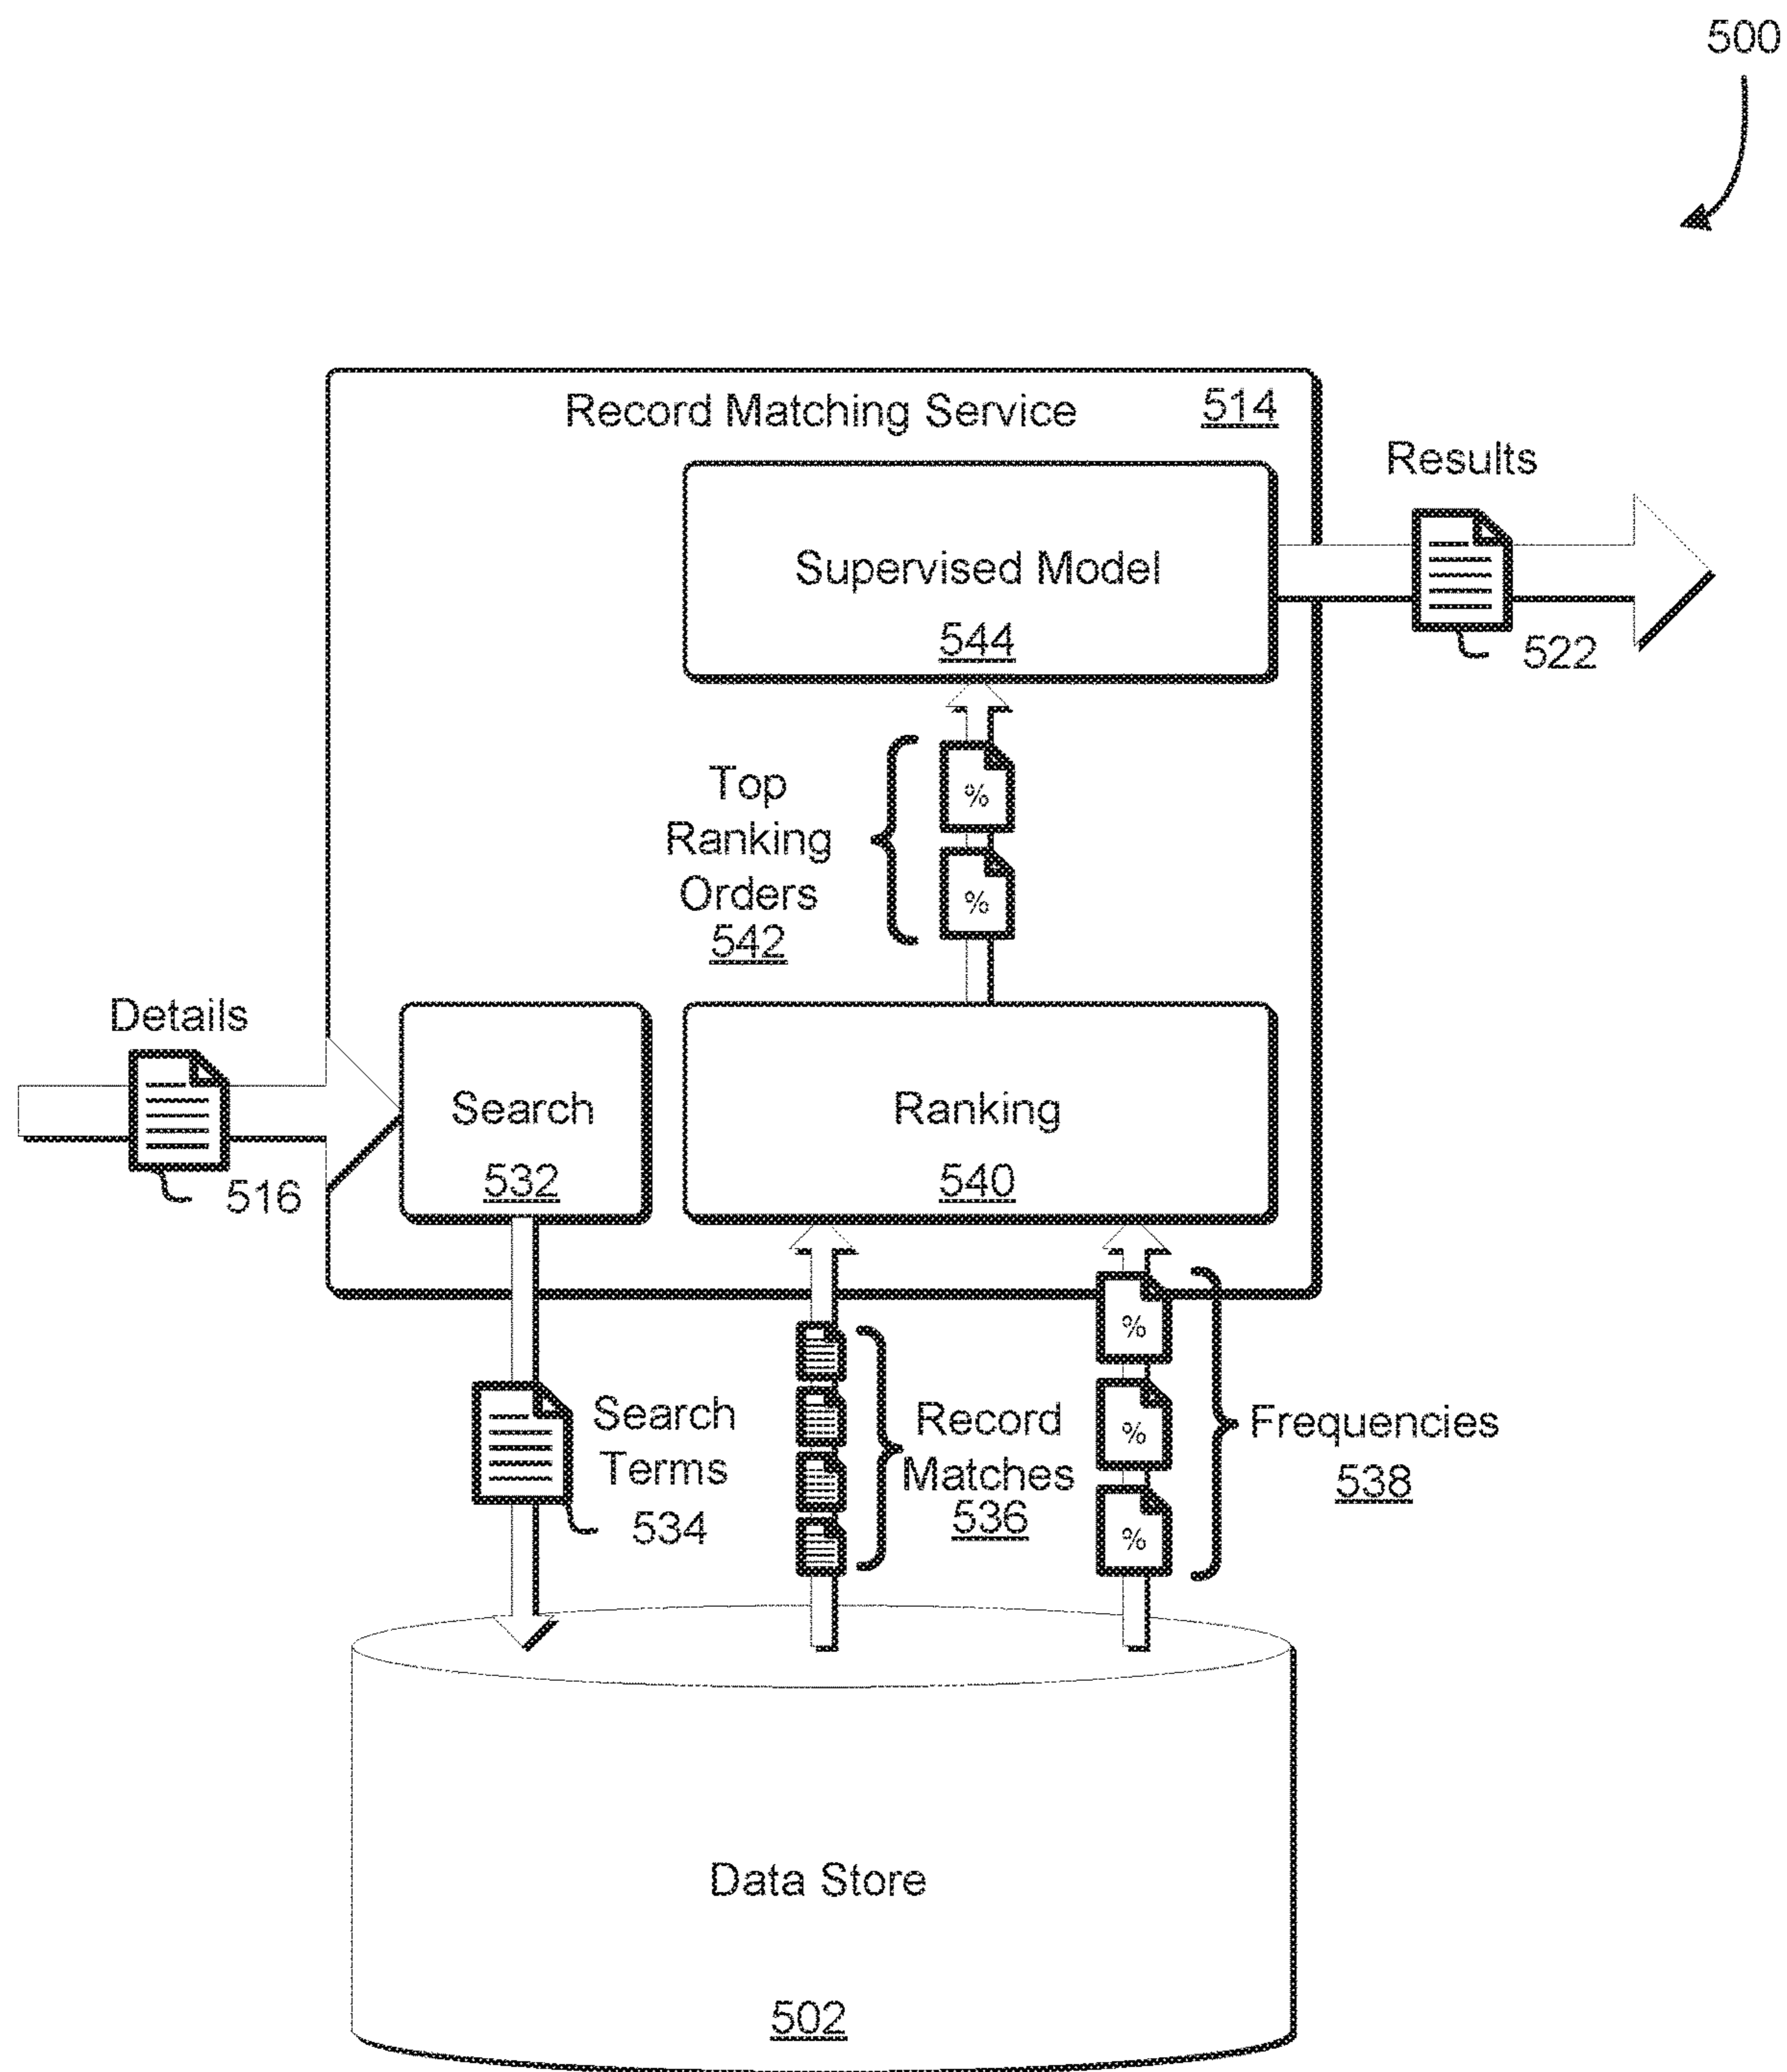 500
Record Matching Service
514
Results
Supervised Model
544
522
Top
Ranking
Orders
542
%
%
Details
516
Search
532
Ranking
540
Search
Terms
534
Record
Matches
536
%
%
%
Frequencies
538
Data Store
502